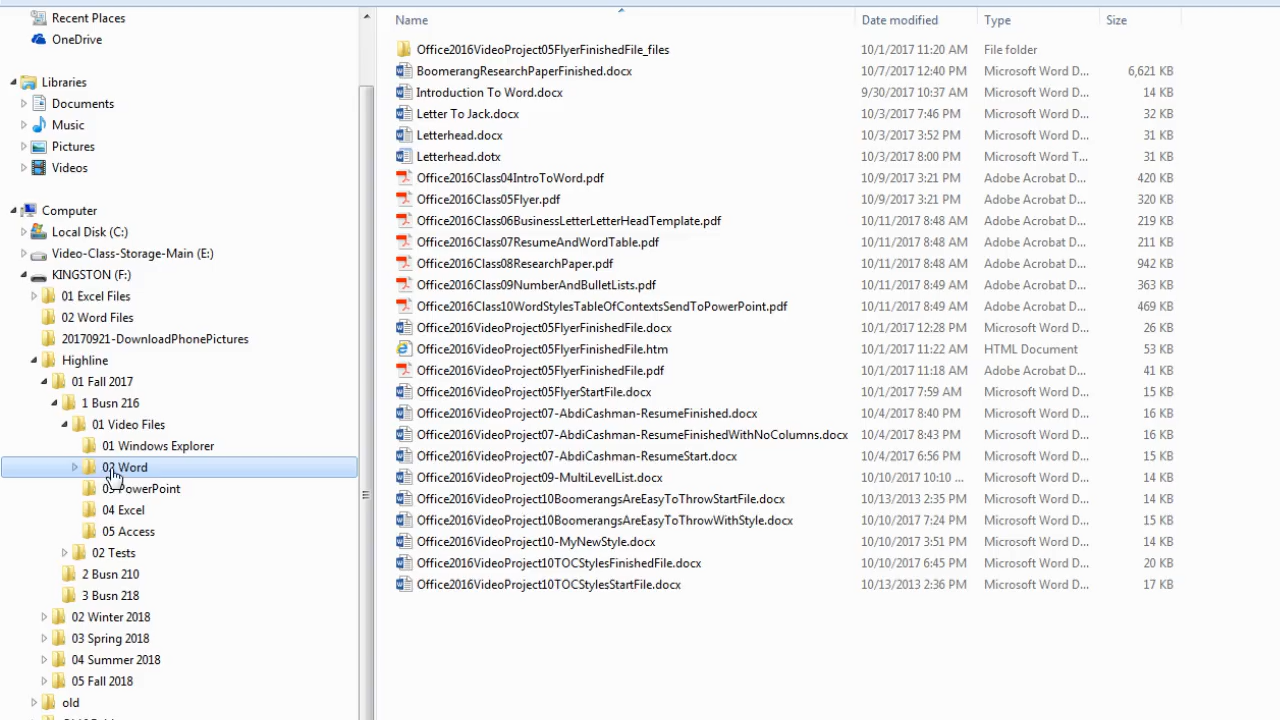 Recent Places
OneDrive
Libraries
Documents
Music
Pictures
Videos
Computer
Local Disk (C:)
Video-Class-Storage-Main (E:)
KINGSTON (F:)
01 Excel Files
02 Word Files
20170921-DownloadPhonePictures
Highline
01 Fall 2017
1 Busn 216
01 Video Files
01 Windows Explorer
02 Word
03 PowerPoint
04 Excel
05 Access
02 Tests
2 Busn 210
3 Busn 218
02 Winter 2018
03 Spring 2018
04 Summer 2018
05 Fall 2018
old
Name Date modified Type Size
Office2016VideoProject05FlyerFinishedFile_files 10/1/2017 11:20 AM File folder
BoomerangResearchPaperFinished.docx 10/7/2017 12:40 PM Microsoft Word D... 6,621 KB
Introduction To Word.docx 9/30/2017 10:37 AM Microsoft Word D... 14 KB
Letter To Jack.docx 10/3/2017 7:46 PM Microsoft Word D... 32 KB
Letterhead.docx 10/3/2017 3:52 PM Microsoft Word D... 31 KB
Letterhead.dotx 10/3/2017 8:00 PM Microsoft Word T... 31 KB
Office2016Class04IntroToWord.pdf 10/9/2017 3:21 PM Adobe Acrobat D... 420 KB
Office2016Class05Flyer.pdf 10/9/2017 3:21 PM Adobe Acrobat D... 320 KB
Office2016Class06BusinessLetterLetterHeadTemplate.pdf 10/11/2017 8:48 AM Adobe Acrobat D... 219 KB
Office2016Class07ResumeAndWordTable.pdf 10/11/2017 8:48 AM Adobe Acrobat D... 211 KB
Office2016Class08ResearchPaper.pdf 10/11/2017 8:48 AM Adobe Acrobat D... 942 KB
Office2016Class09NumberAndBulletLists.pdf 10/11/2017 8:49 AM Adobe Acrobat D... 363 KB
Office2016Class10WordStylesTableOfContextsSendToPowerPoint.pdf 10/11/2017 8:49 AM Adobe Acrobat D... 469 KB
Office2016VideoProject05FlyerFinishedFile.docx 10/1/2017 12:28 PM Microsoft Word D... 26 KB
Office2016VideoProject05FlyerFinishedFile.htm 10/1/2017 11:22 AM HTML Document 53 KB
Office2016VideoProject05FlyerFinishedFile.pdf 10/1/2017 11:18 AM Adobe Acrobat D... 41 KB
Office2016VideoProject05FlyerStartFile.docx 10/1/2017 7:59 AM Microsoft Word D... 15 KB
Office2016VideoProject07-AbdiCashman-ResumeFinished.docx 10/4/2017 8:40 PM Microsoft Word D... 16 KB
Office2016VideoProject07-AbdiCashman-ResumeFinishedWithNoColumns.docx 10/4/2017 8:43 PM Microsoft Word D... 16 KB
Office2016VideoProject07-AbdiCashman-ResumeStart.docx 10/4/2017 6:56 PM Microsoft Word D... 15 KB
Office2016VideoProject09-MultiLevelList.docx 10/10/2017 10:10 ... Microsoft Word D... 14 KB
Office2016VideoProject10BoomerangsAreEasyToThrowStartFile.docx 10/13/2013 2:35 PM Microsoft Word D... 14 KB
Office2016VideoProject10BoomerangsAreEasyToThrowWithStyle.docx 10/10/2017 7:24 PM Microsoft Word D... 15 KB
Office2016VideoProject10-MyNewStyle.docx 10/10/2017 3:51 PM Microsoft Word D... 14 KB
Office2016VideoProject10TOCStylesFinishedFile.docx 10/10/2017 6:45 PM Microsoft Word D... 20 KB
Office2016VideoProject10TOCStylesStartFile.docx 10/13/2013 2:36 PM Microsoft Word D... 17 KB